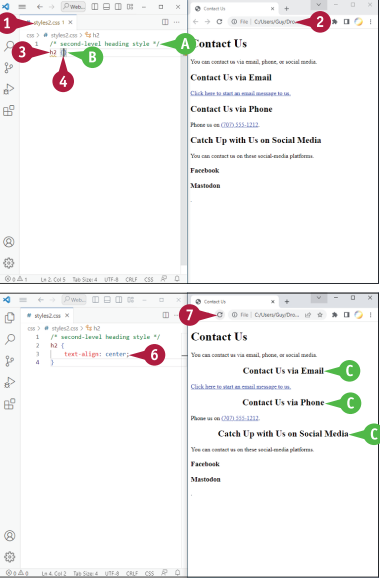 Web...
Contact Us
1
styles2.css 1
File
C:/Users/Guy/Dro...
2
css > # styles2.css > h2
1 /* second-level heading style */
A
3
2 h2 {}
B
4
Contact Us
You can contact us via email, phone, or social media.
Contact Us via Email
Click here to start an email message to us.
Contact Us via Phone
Phone us on (707) 555-1212.
Catch Up with Us on Social Media
You can contact us on these social-media platforms.
Facebook
Mastodon
0 1 Ln 2, Col 5 Tab Size: 4 UTF-8 CRLF CSS
Web...
Contact Us
# styles2.css
7
File
C:/Users/Guy/Dro...
css > # styles2.css > h2
1 /* second-level heading style */
2 h2 {
3 text-align: center;
6
4 }
Contact Us
You can contact us via email, phone, or social media.
Contact Us via Email
C
Click here to start an email message to us.
Contact Us via Phone
C
Phone us on (707) 555-1212.
Catch Up with Us on Social Media
C
You can contact us on these social-media platforms.
Facebook
Mastodon
0 0 Ln 4, Col 2 Tab Size: 4 UTF-8 CRLF CSS